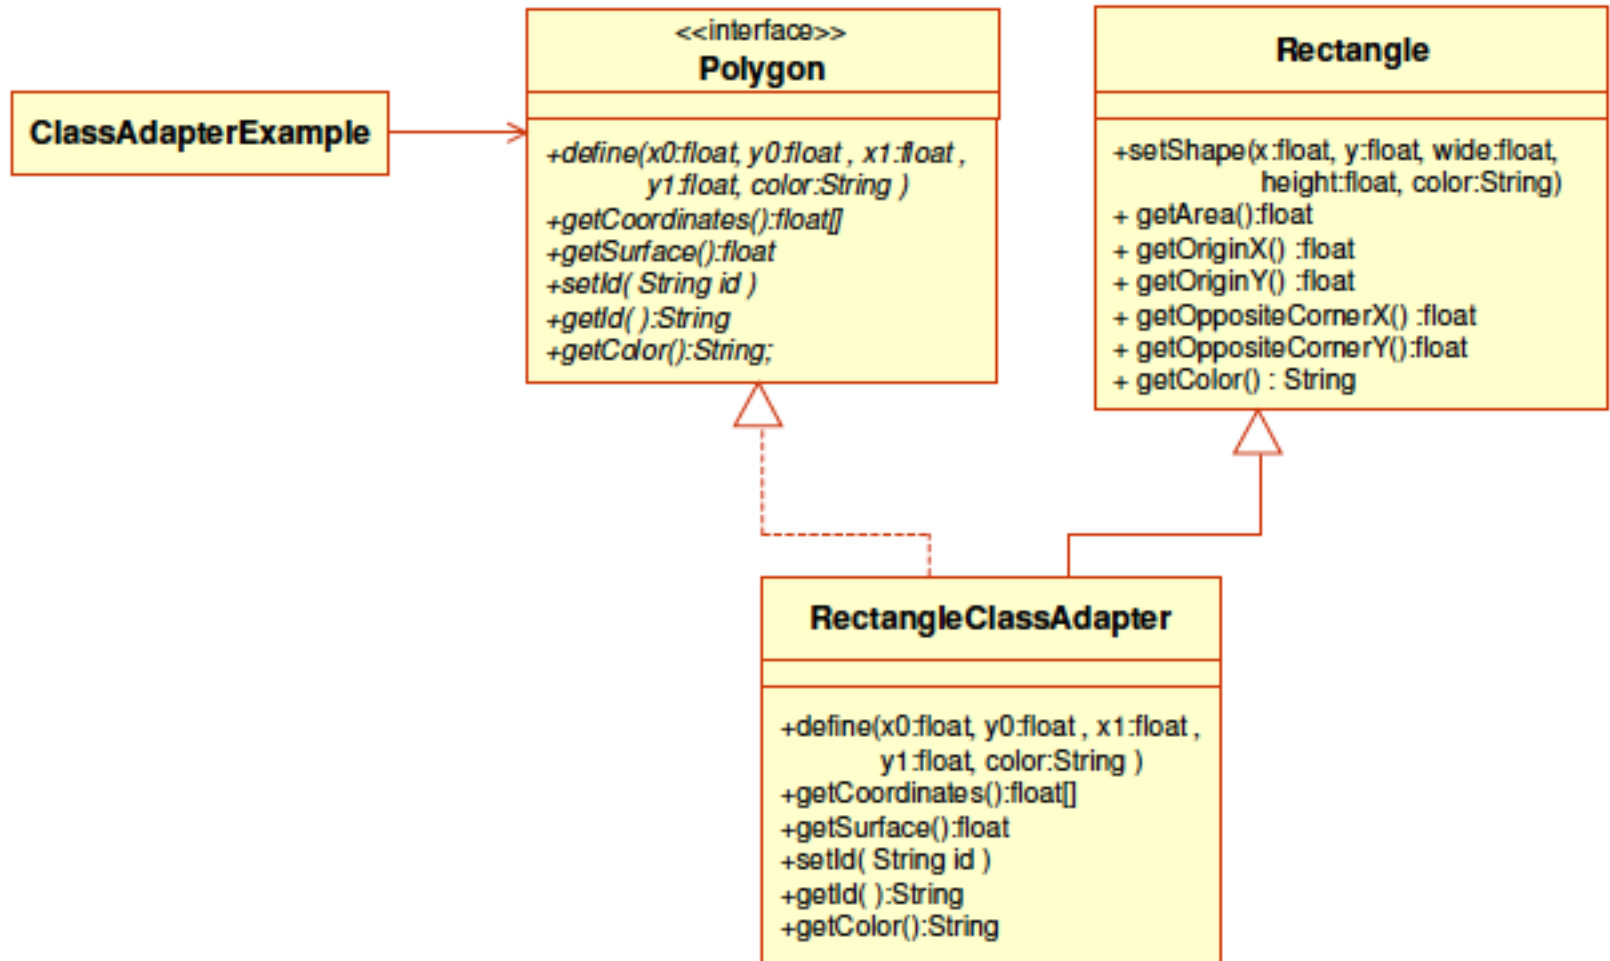 ClassAdapterExample
<<interface>>
Polygon
+define(x0:float, y0:float , x1:float ,
y1:float, color:String )
+getCoordinates():float[]
+getSurface():float
+setId( String id )
+getId( ):String
+getColor():String;
Rectangle
+setShape(x:float, y:float, wide:float,
height:float, color:String)
+ getArea():float
+ getOriginX() :float
+ getOriginY() :float
+ getOppositeCornerX() :float
+ getOppositeCornerY():float
+ getColor() : String
RectangleClassAdapter
+define(x0:float, y0:float , x1:float ,
y1:float, color:String )
+getCoordinates():float[]
+getSurface():float
+setId( String id )
+getId( ):String
+getColor():String